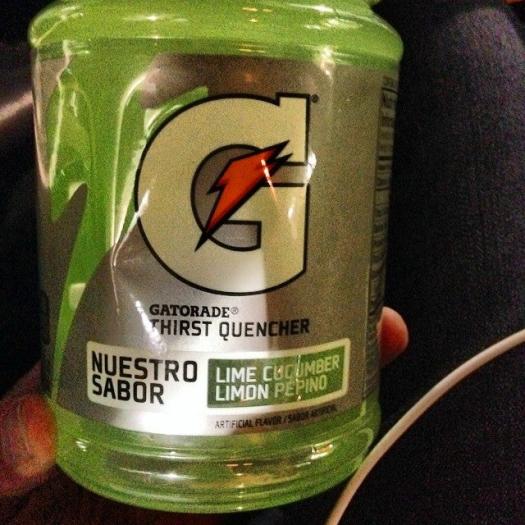 G®
GATORADE®
THIRST QUENCHER
NUESTRO
SABOR
LIME CUCUMBER
LIMON PEPINO
ARTIFICIAL FLAVOR / SABOR ARTIFICIAL